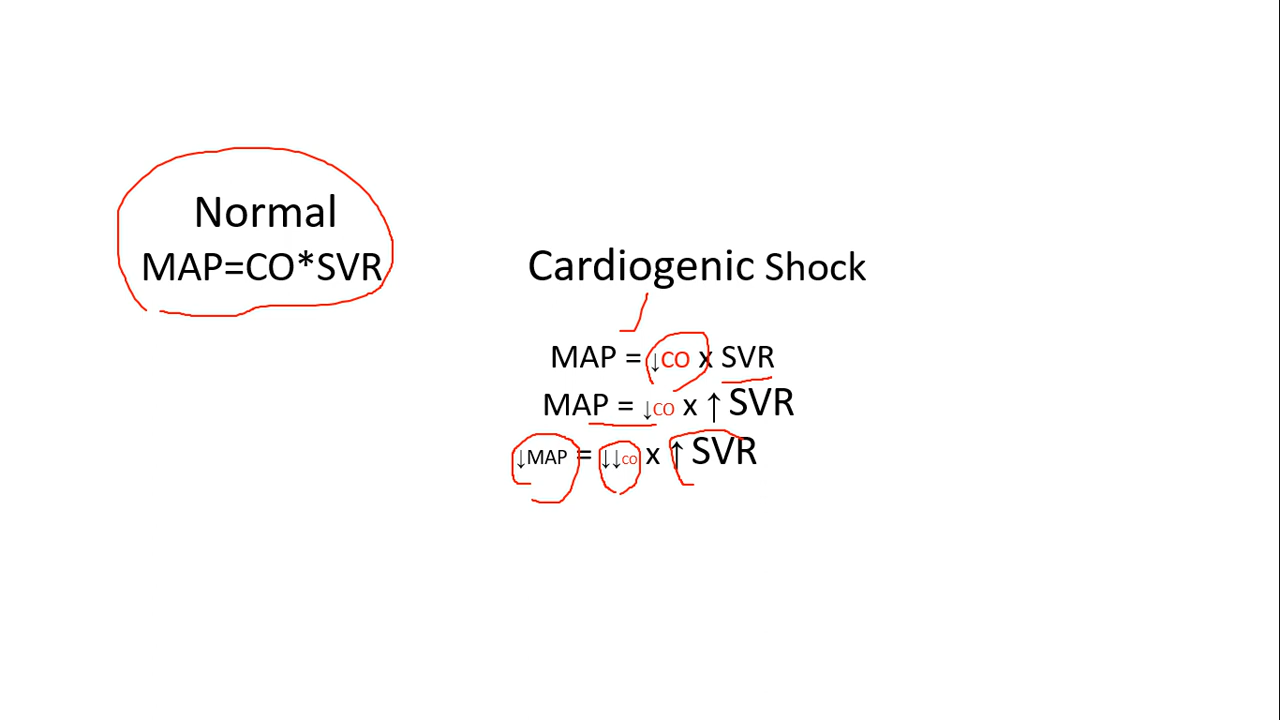 Normal
MAP=CO*SVR
Cardiogenic Shock
MAP = ↓CO x SVR
MAP = ↓CO x ↑ SVR
↓MAP = ↓↓CO x ↑ SVR